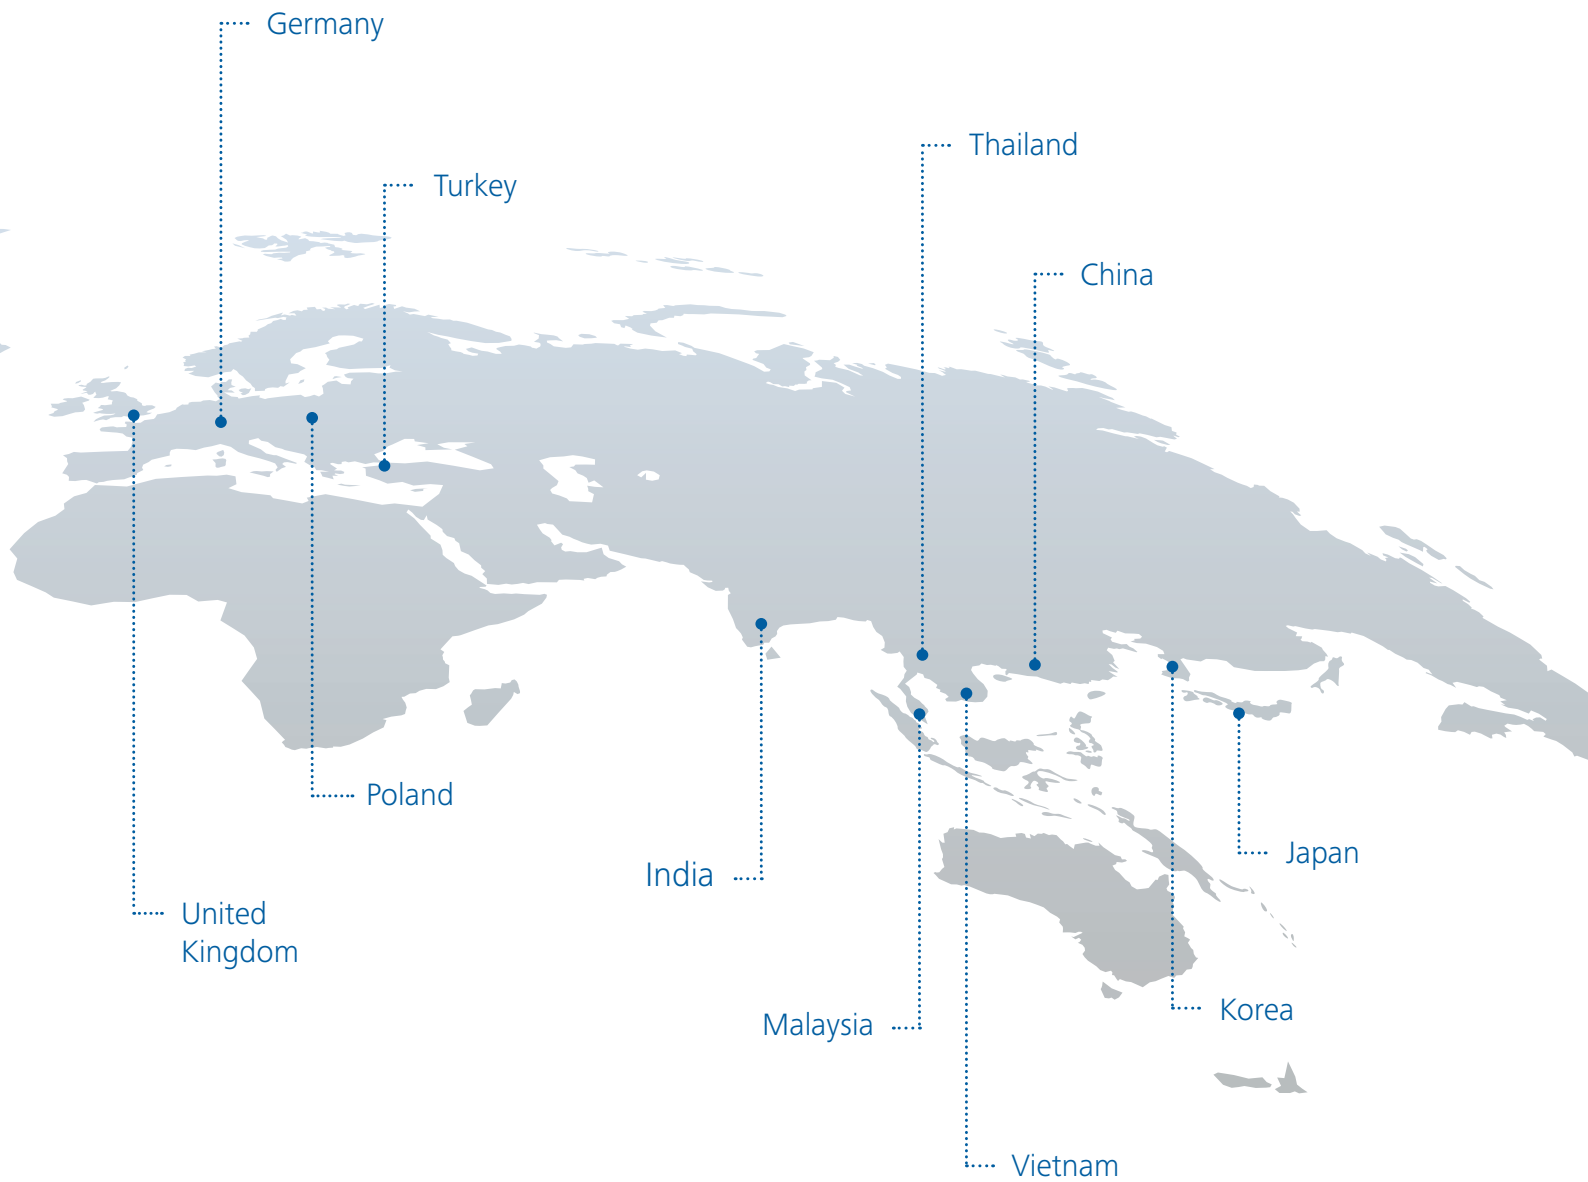 Germany
Thailand
Turkey
China
Poland
Japan
India
United
Kingdom
Korea
Malaysia
Vietnam